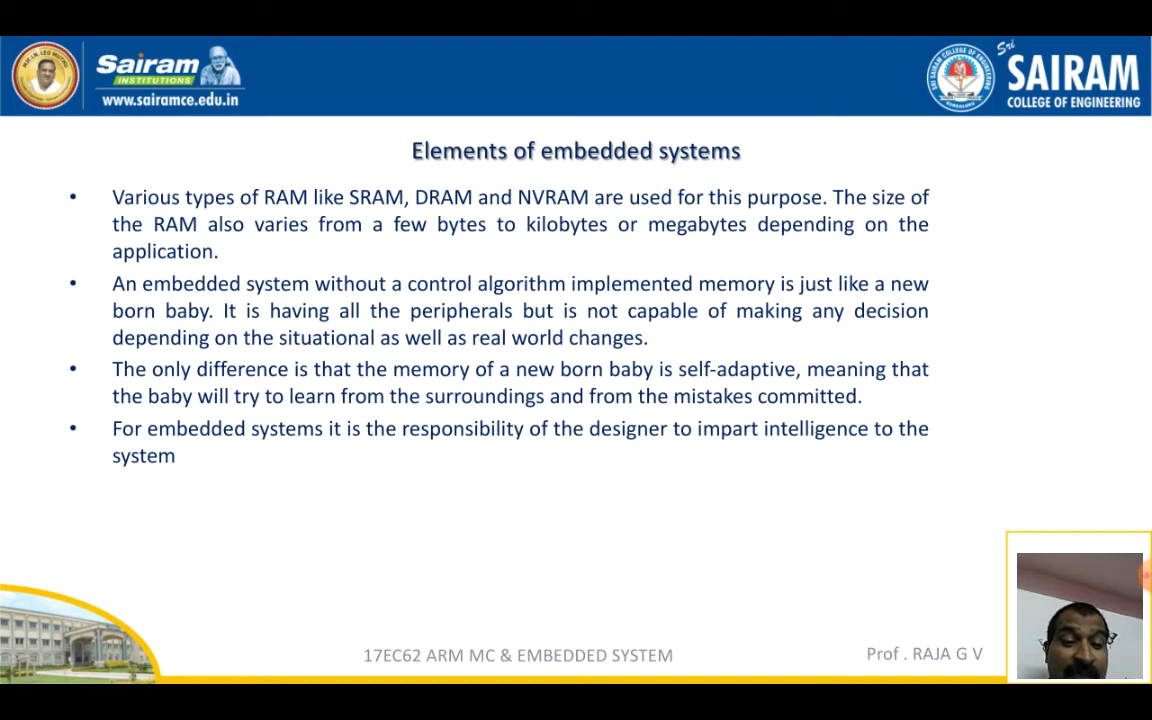 Sairam
INSTITUTIONS
www.sairamce.edu.in
Sri
SAIRAM
COLLEGE OF ENGINEERING
Elements of embedded systems
• Various types of RAM like SRAM, DRAM and NVRAM are used for this purpose. The size of
the RAM also varies from a few bytes to kilobytes or megabytes depending on the
application.
• An embedded system without a control algorithm implemented memory is just like a new
born baby. It is having all the peripherals but is not capable of making any decision
depending on the situational as well as real world changes.
• The only difference is that the memory of a new born baby is self-adaptive, meaning that
the baby will try to learn from the surroundings and from the mistakes committed.
• For embedded systems it is the responsibility of the designer to impart intelligence to the
system
17EC62 ARM MC & EMBEDDED SYSTEM
Prof . RAJA G V